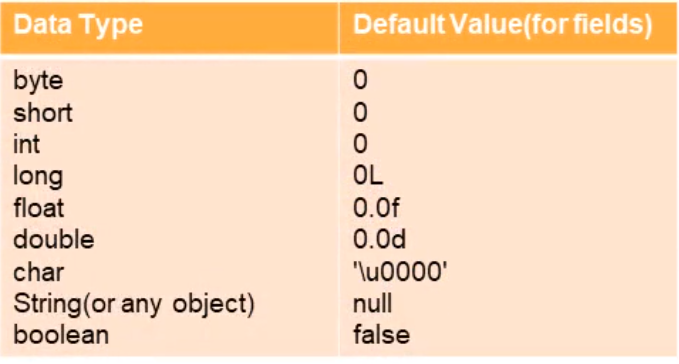 Data Type Default Value(for fields)
byte 0
short 0
int 0
long 0L
float 0.0f
double 0.0d
char '\u0000'
String(or any object) null
boolean false